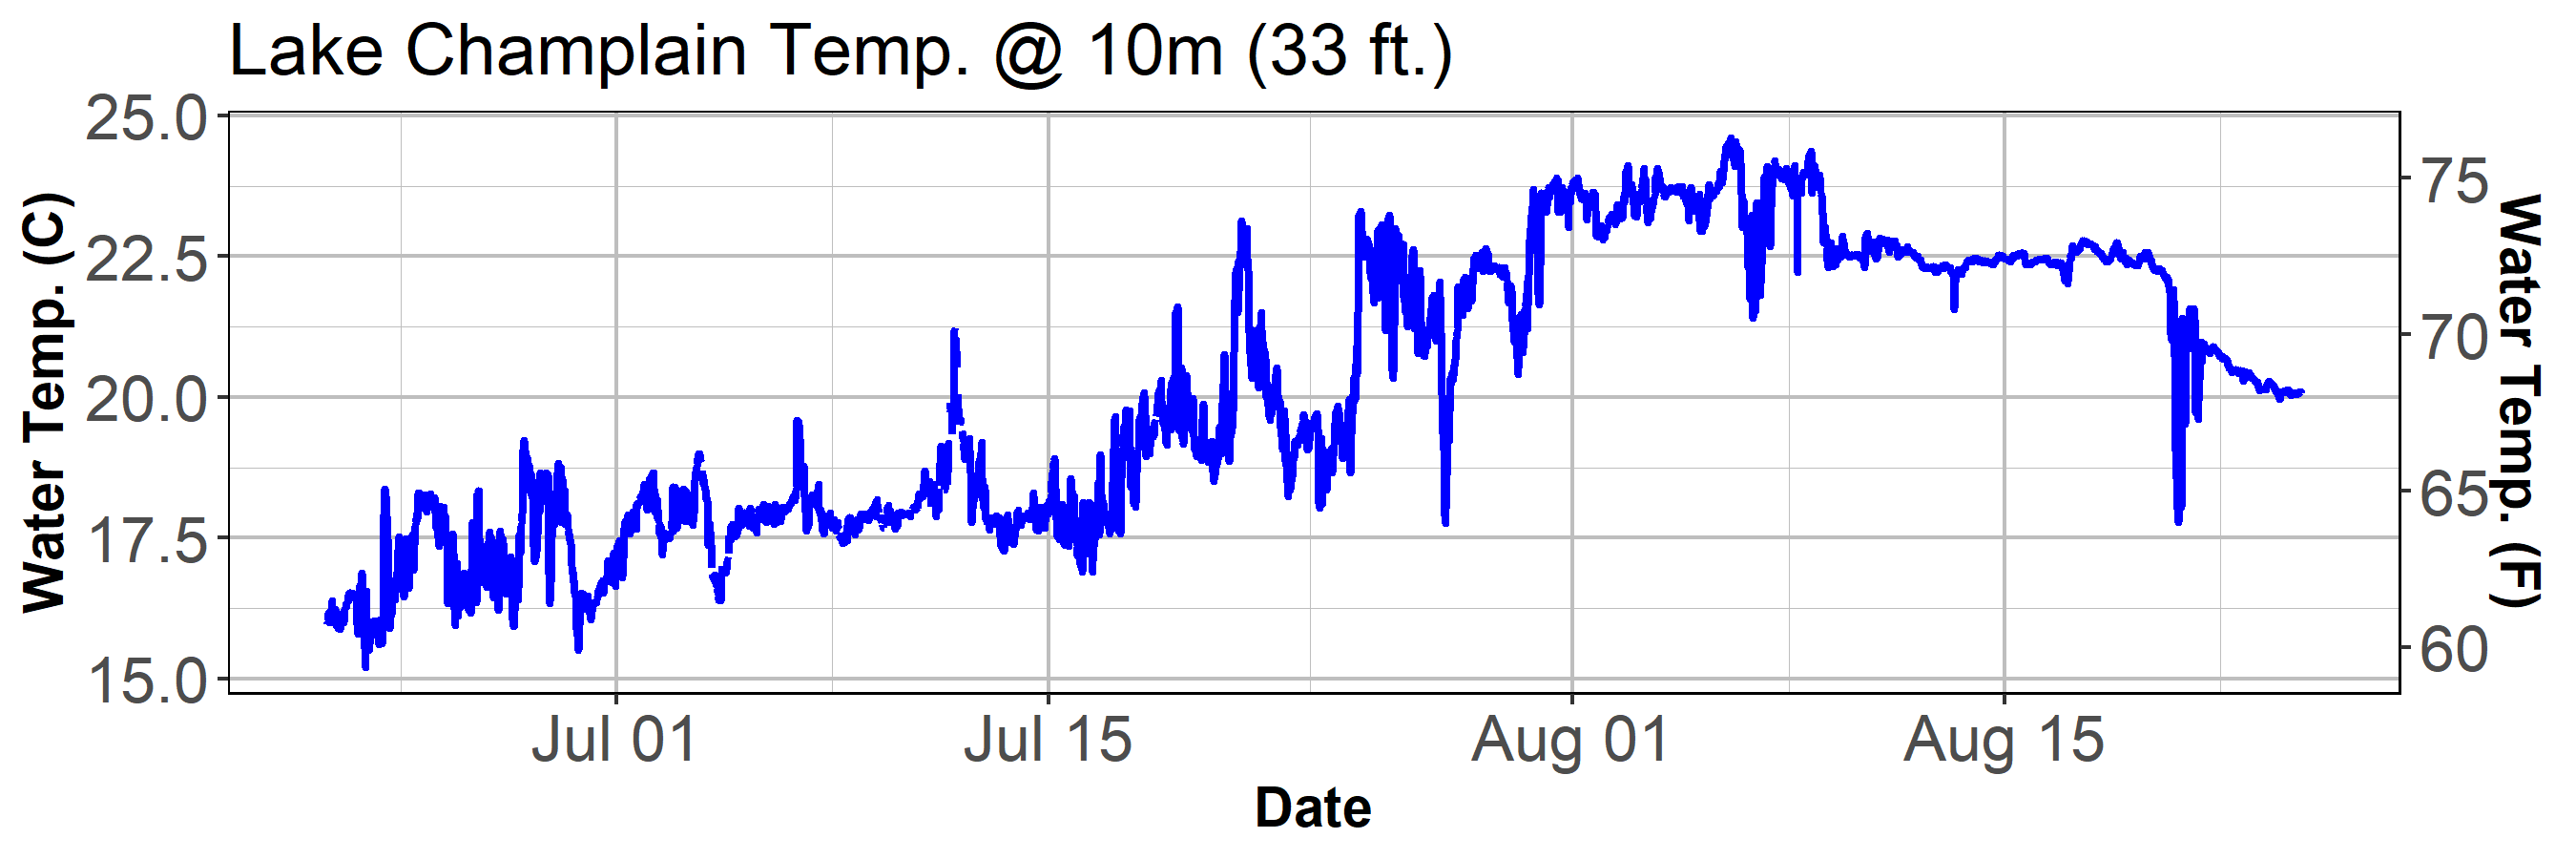 Lake Champlain Temp. @ 10m (33 ft.)
Water Temp. (C)
25.0
22.5
20.0
17.5
15.0
75
70
65
60
Water Temp. (F)
Jul 01
Jul 15
Aug 01
Aug 15
Date